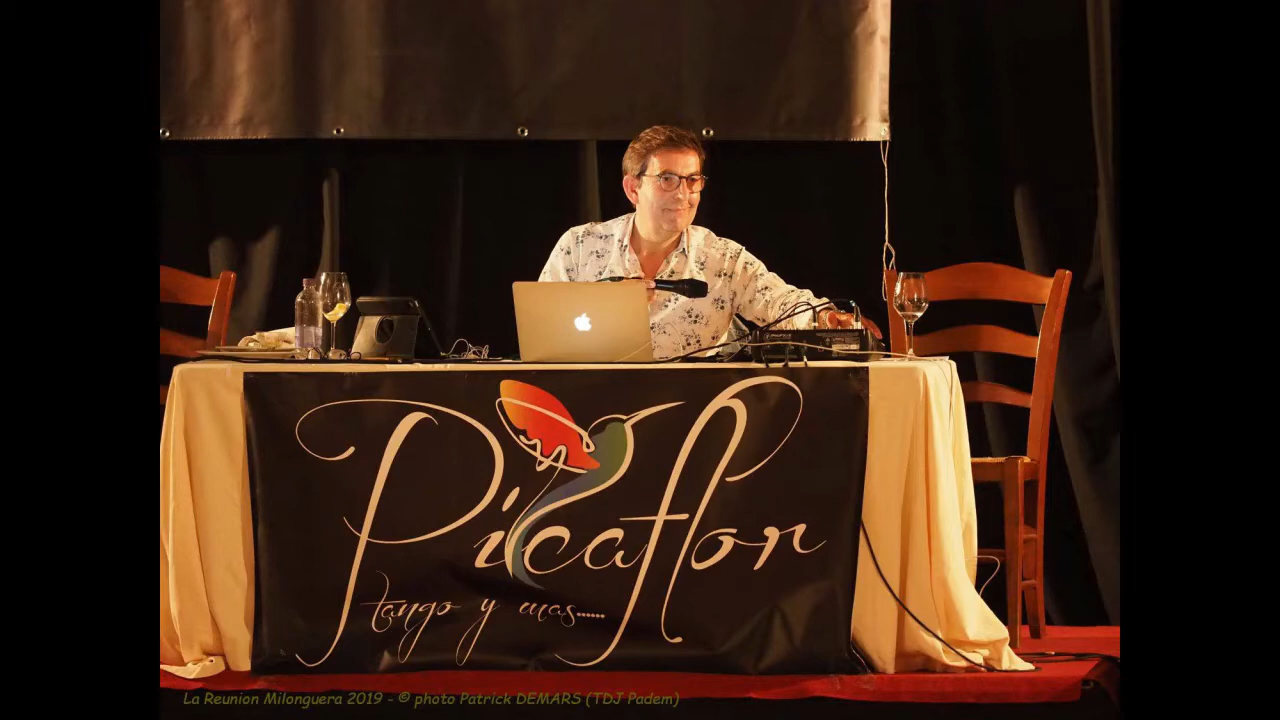 Picaflor
tango y mas......
La Reunion Milonguera 2019 - © photo Patrick DEMARS (TDJ Padem)